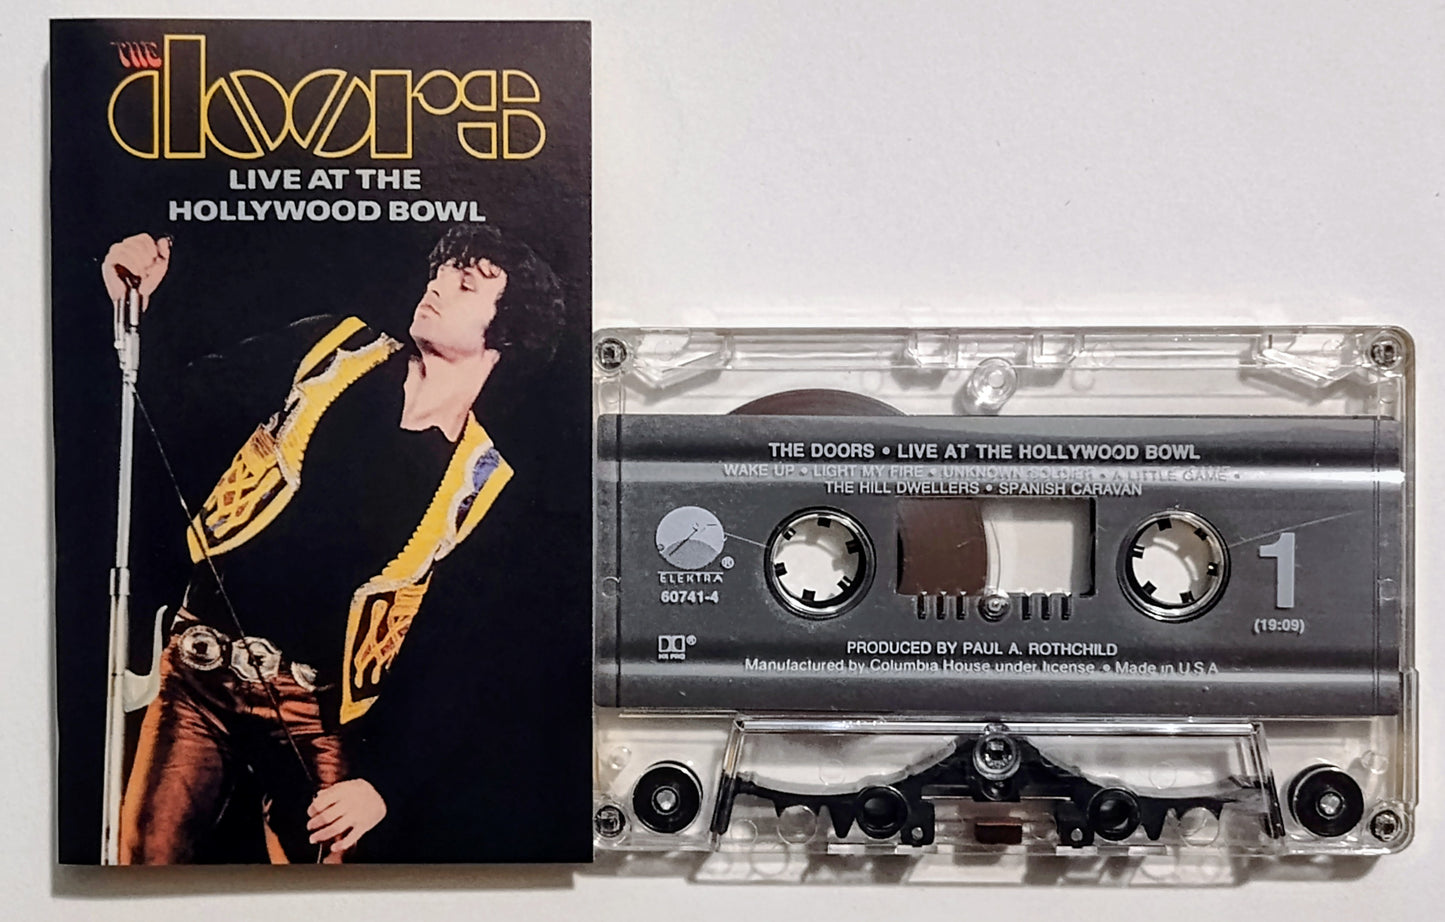 THE
doors
LIVE AT THE
HOLLYWOOD BOWL
THE DOORS • LIVE AT THE HOLLYWOOD BOWL
WAKE UP • LIGHT MY FIRE • UNKNOWN SOLDIER • A LITTLE GAME •
THE HILL DWELLERS • SPANISH CARAVAN
ELEKTRA®
60741-4
1
(19:09)
HX PRO
®
PRODUCED BY PAUL A. ROTHCHILD
Manufactured by Columbia House under license • Made in U.S.A